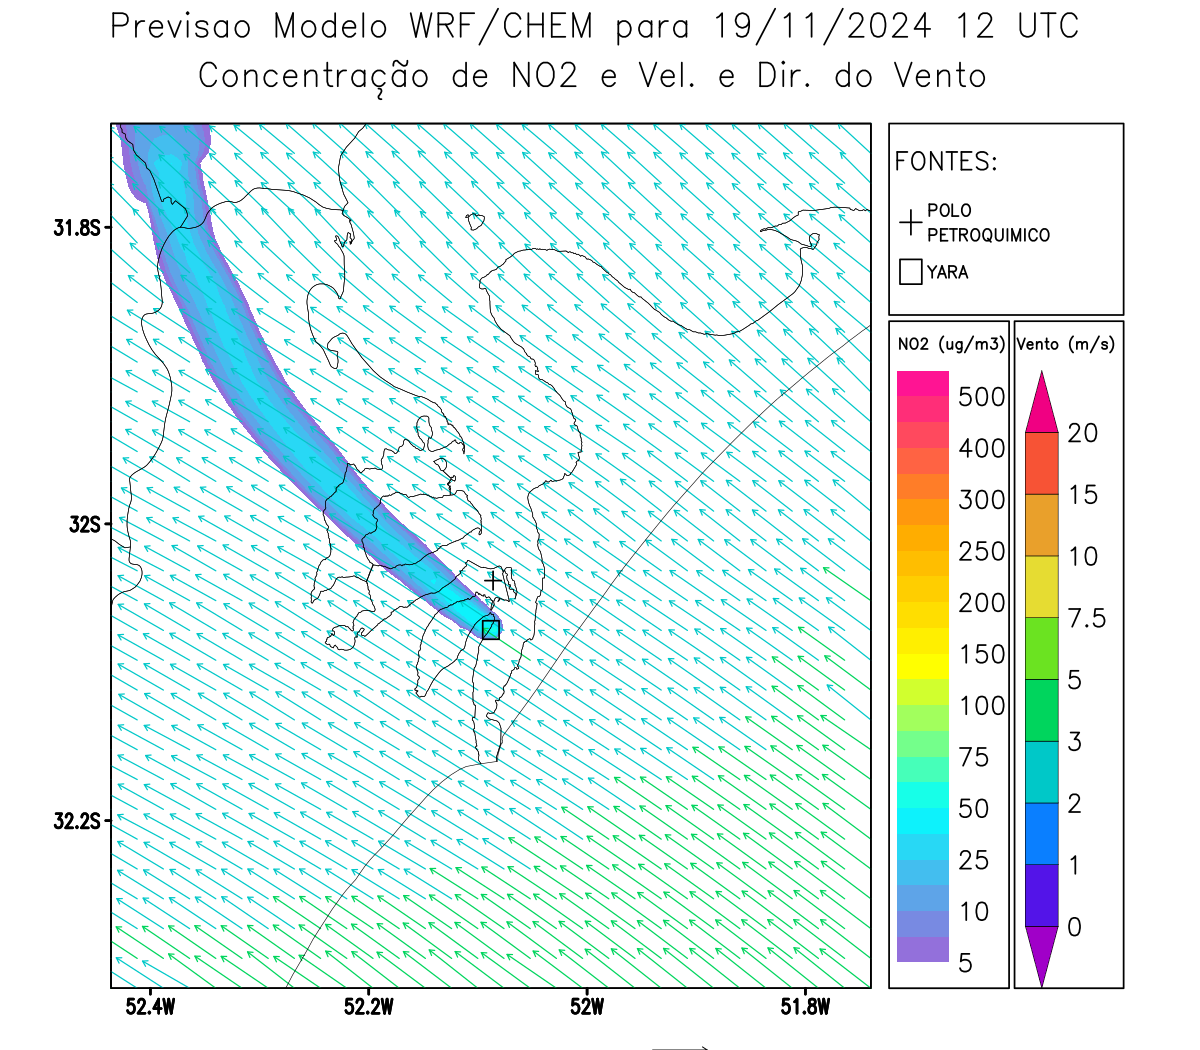 Previsao Modelo WRF/CHEM para 19/11/2024 12 UTC
Concentração de NO2 e Vel. e Dir. do Vento
FONTES:
POLO
PETROQUIMICO
YARA
NO2 (ug/m3)
500
400
300
250
200
150
100
75
50
25
10
5
Vento (m/s)
20
15
10
7.5
5
3
2
1
0
31.8S
32S
32.2S
52.4W
52.2W
52W
51.8W